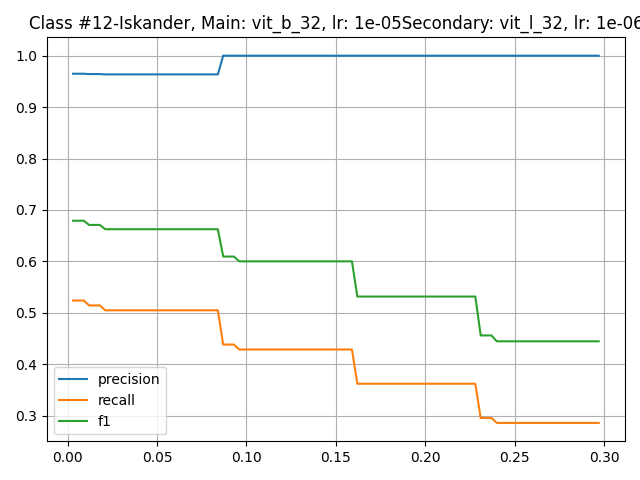 Class #12-Iskander, Main: vit_b_32, lr: 1e-05Secondary: vit_l_32, lr: 1e-06
1.0
0.9
0.8
0.7
0.6
0.5
0.4
0.3
precision
recall
f1
0.00 0.05 0.10 0.15 0.20 0.25 0.30